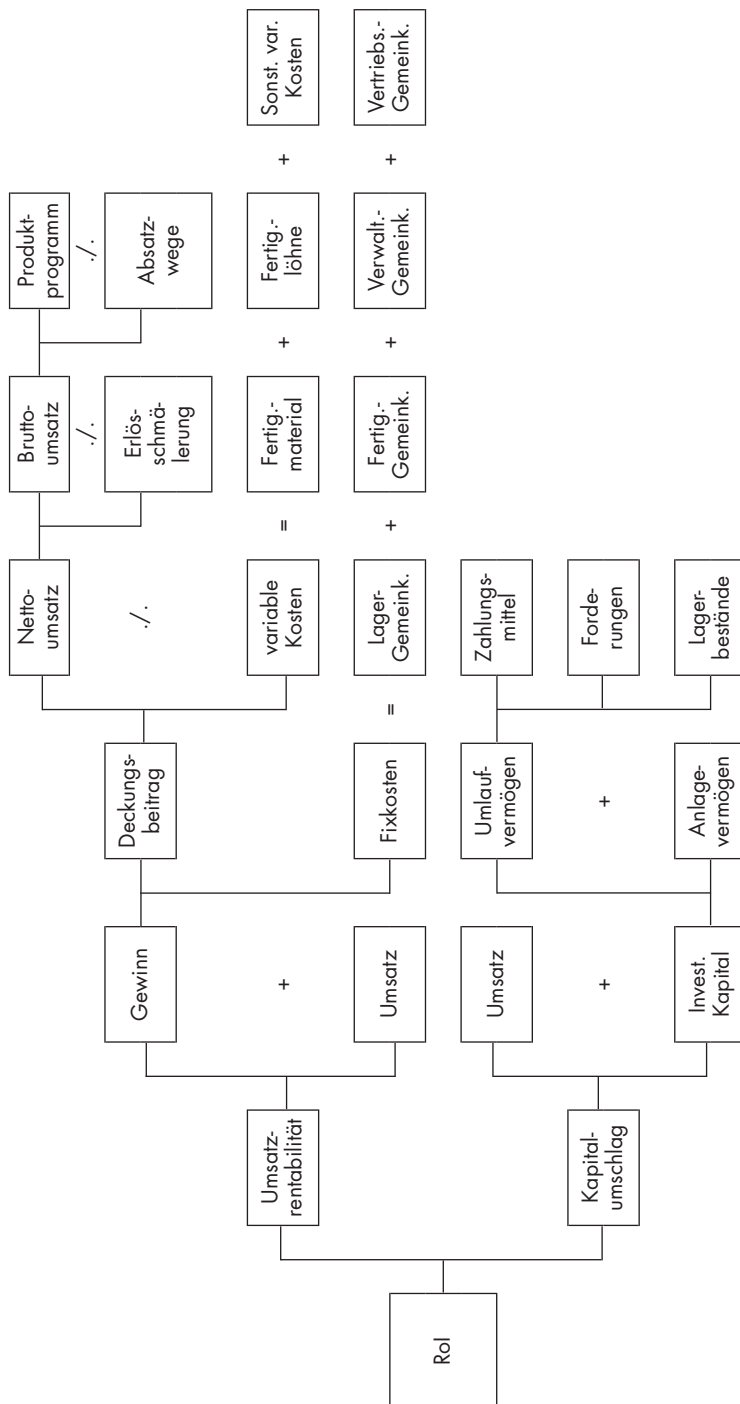 RoI
Umsatz-
rentabilität
Kapital-
umschlag
Gewinn
+
Umsatz
Umsatz
+
Invest.
Kapital
Deckungs-
beitrag
Fixkosten
Umlauf-
vermögen
+
Anlage-
vermögen
=
Netto-
umsatz
./.
variable
Kosten
Lager-
Gemeink.
Zahlungs-
mittel
Forde-
rungen
Lager-
bestände
=
+
Brutto-
umsatz
./.
Erlös-
schmä-
lerung
Fertig.-
material
Fertig.-
Gemeink.
+
+
Produkt-
programm
./.
Absatz-
wege
Fertig.-
löhne
Verwalt.-
Gemeink.
+
+
Sonst. var.
Kosten
Vertriebs.-
Gemeink.